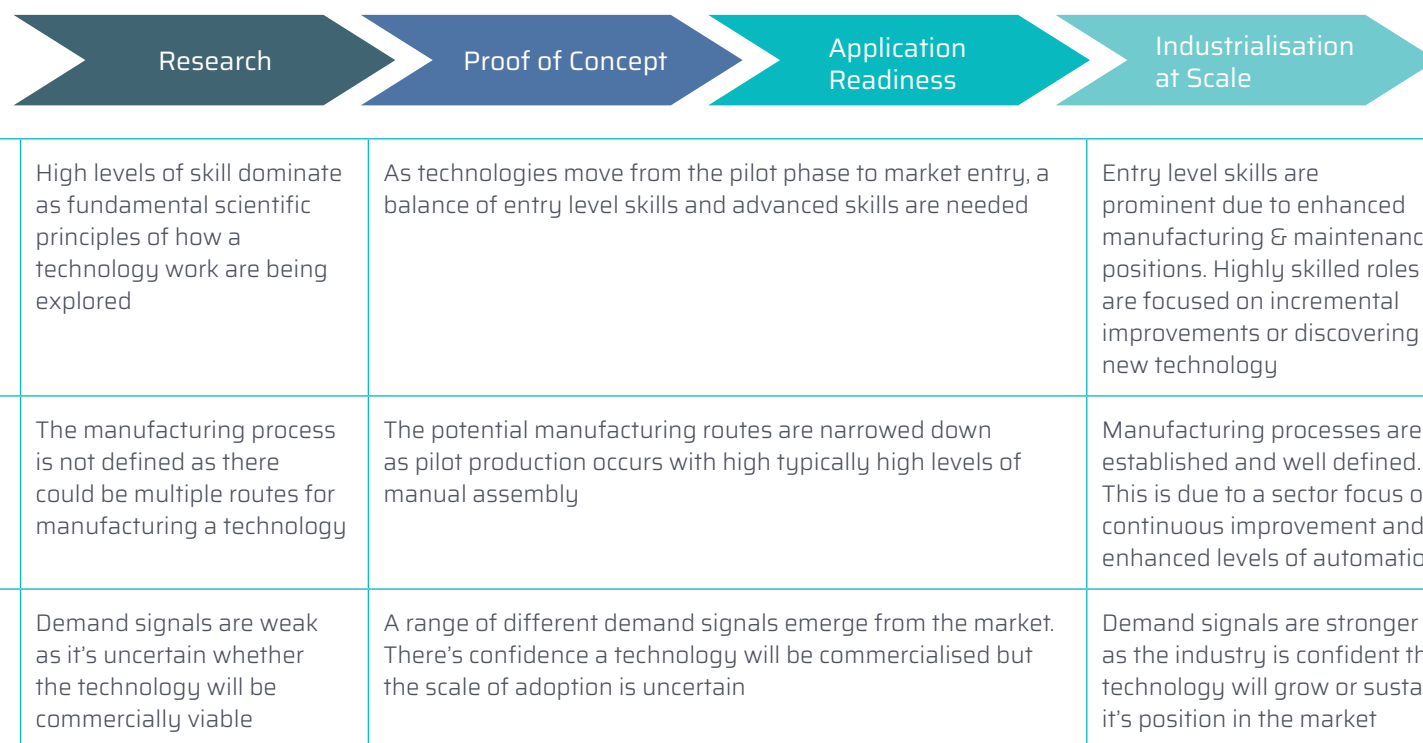 Research
Proof of Concept
Application
Readiness
Industrialisation
at Scale
High levels of skill dominate
as fundamental scientific
principles of how a
technology work are being
explored
As technologies move from the pilot phase to market entry, a
balance of entry level skills and advanced skills are needed
Entry level skills are
prominent due to enhanced
manufacturing & maintenanc
positions. Highly skilled roles
are focused on incremental
improvements or discovering
new technology
The manufacturing process
is not defined as there
could be multiple routes for
manufacturing a technology
The potential manufacturing routes are narrowed down
as pilot production occurs with high typically high levels of
manual assembly
Manufacturing processes are
established and well defined.
This is due to a sector focus o
continuous improvement and
enhanced levels of automatio
Demand signals are weak
as it's uncertain whether
the technology will be
commercially viable
A range of different demand signals emerge from the market.
There's confidence a technology will be commercialised but
the scale of adoption is uncertain
Demand signals are stronger
as the industry is confident th
technology will grow or susta
it's position in the market